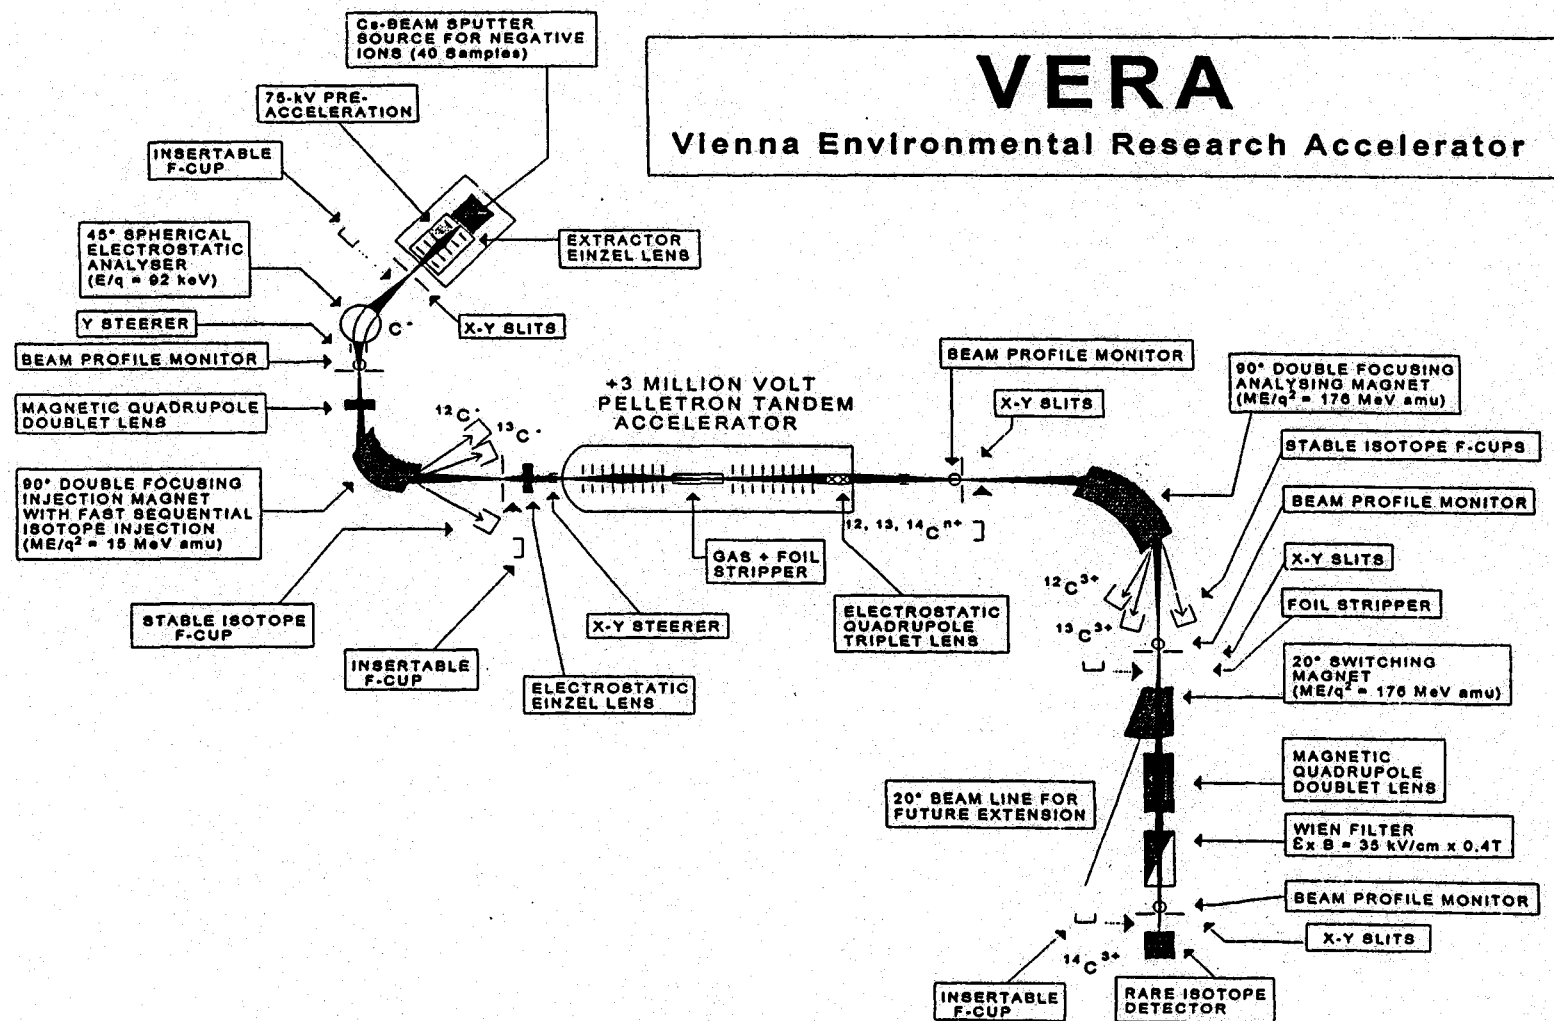 Cs-BEAM SPUTTER
SOURCE FOR NEGATIVE
IONS (40 Samples)
VERA
Vienna Environmental Research Accelerator
75-kV PRE-
ACCELERATION
INSERTABLE
F-CUP
45° SPHERICAL
ELECTROSTATIC
ANALYSER
(E/q = 92 keV)
EXTRACTOR
EINZEL LENS
Y STEERER
C-
X-Y SLITS
BEAM PROFILE MONITOR
MAGNETIC QUADRUPOLE
DOUBLET LENS
12C-
13C-
90° DOUBLE FOCUSING
INJECTION MAGNET
WITH FAST SEQUENTIAL
ISOTOPE INJECTION
(ME/q² = 15 MeV amu)
STABLE ISOTOPE
F-CUP
INSERTABLE
F-CUP
ELECTROSTATIC
EINZEL LENS
X-Y STEERER
+3 MILLION VOLT
PELLETRON TANDEM
ACCELERATOR
GAS + FOIL
STRIPPER
ELECTROSTATIC
QUADRUPOLE
TRIPLET LENS
12, 13, 14C n+
BEAM PROFILE MONITOR
X-Y SLITS
90° DOUBLE FOCUSING
ANALYSING MAGNET
(ME/q² = 176 MeV amu)
STABLE ISOTOPE F-CUPS
BEAM PROFILE MONITOR
X-Y SLITS
FOIL STRIPPER
12C3+
13C3+
20° SWITCHING
MAGNET
(ME/q² = 176 MeV amu)
MAGNETIC
QUADRUPOLE
DOUBLET LENS
20° BEAM LINE FOR
FUTURE EXTENSION
WIEN FILTER
Ɛx B = 35 kV/cm x 0.4T
BEAM PROFILE MONITOR
X-Y SLITS
14C3+
INSERTABLE
F-CUP
RARE ISOTOPE
DETECTOR